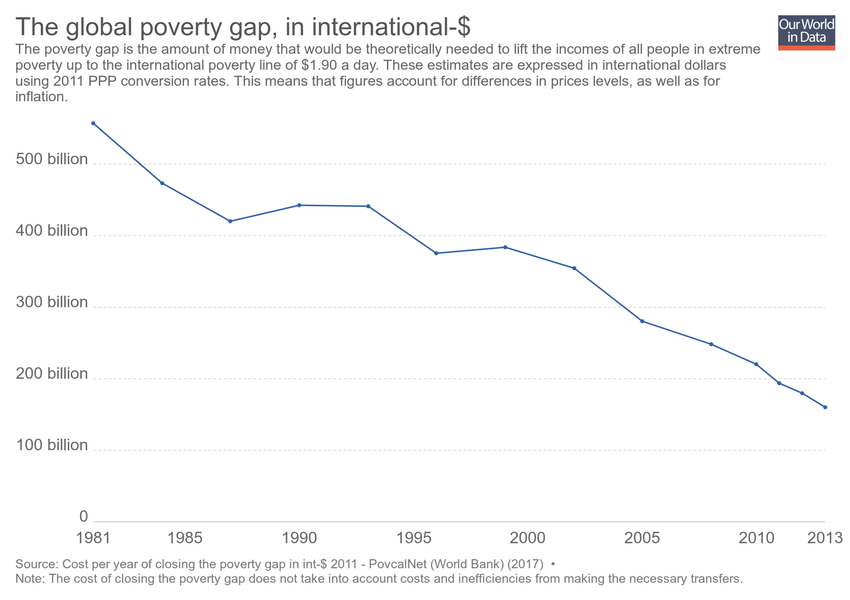 The global poverty gap, in international-$
Our World
in Data
The poverty gap is the amount of money that would be theoretically needed to lift the incomes of all people in extreme
poverty up to the international poverty line of $1.90 a day. These estimates are expressed in international dollars
using 2011 PPP conversion rates. This means that figures account for differences in prices levels, as well as for
inflation.
500 billion
400 billion
300 billion
200 billion
100 billion
0
1981 1985 1990 1995 2000 2005 2010 2013
Source: Cost per year of closing the poverty gap in int-$ 2011 - PovcalNet (World Bank) (2017) •
Note: The cost of closing the poverty gap does not take into account costs and inefficiencies from making the necessary transfers.